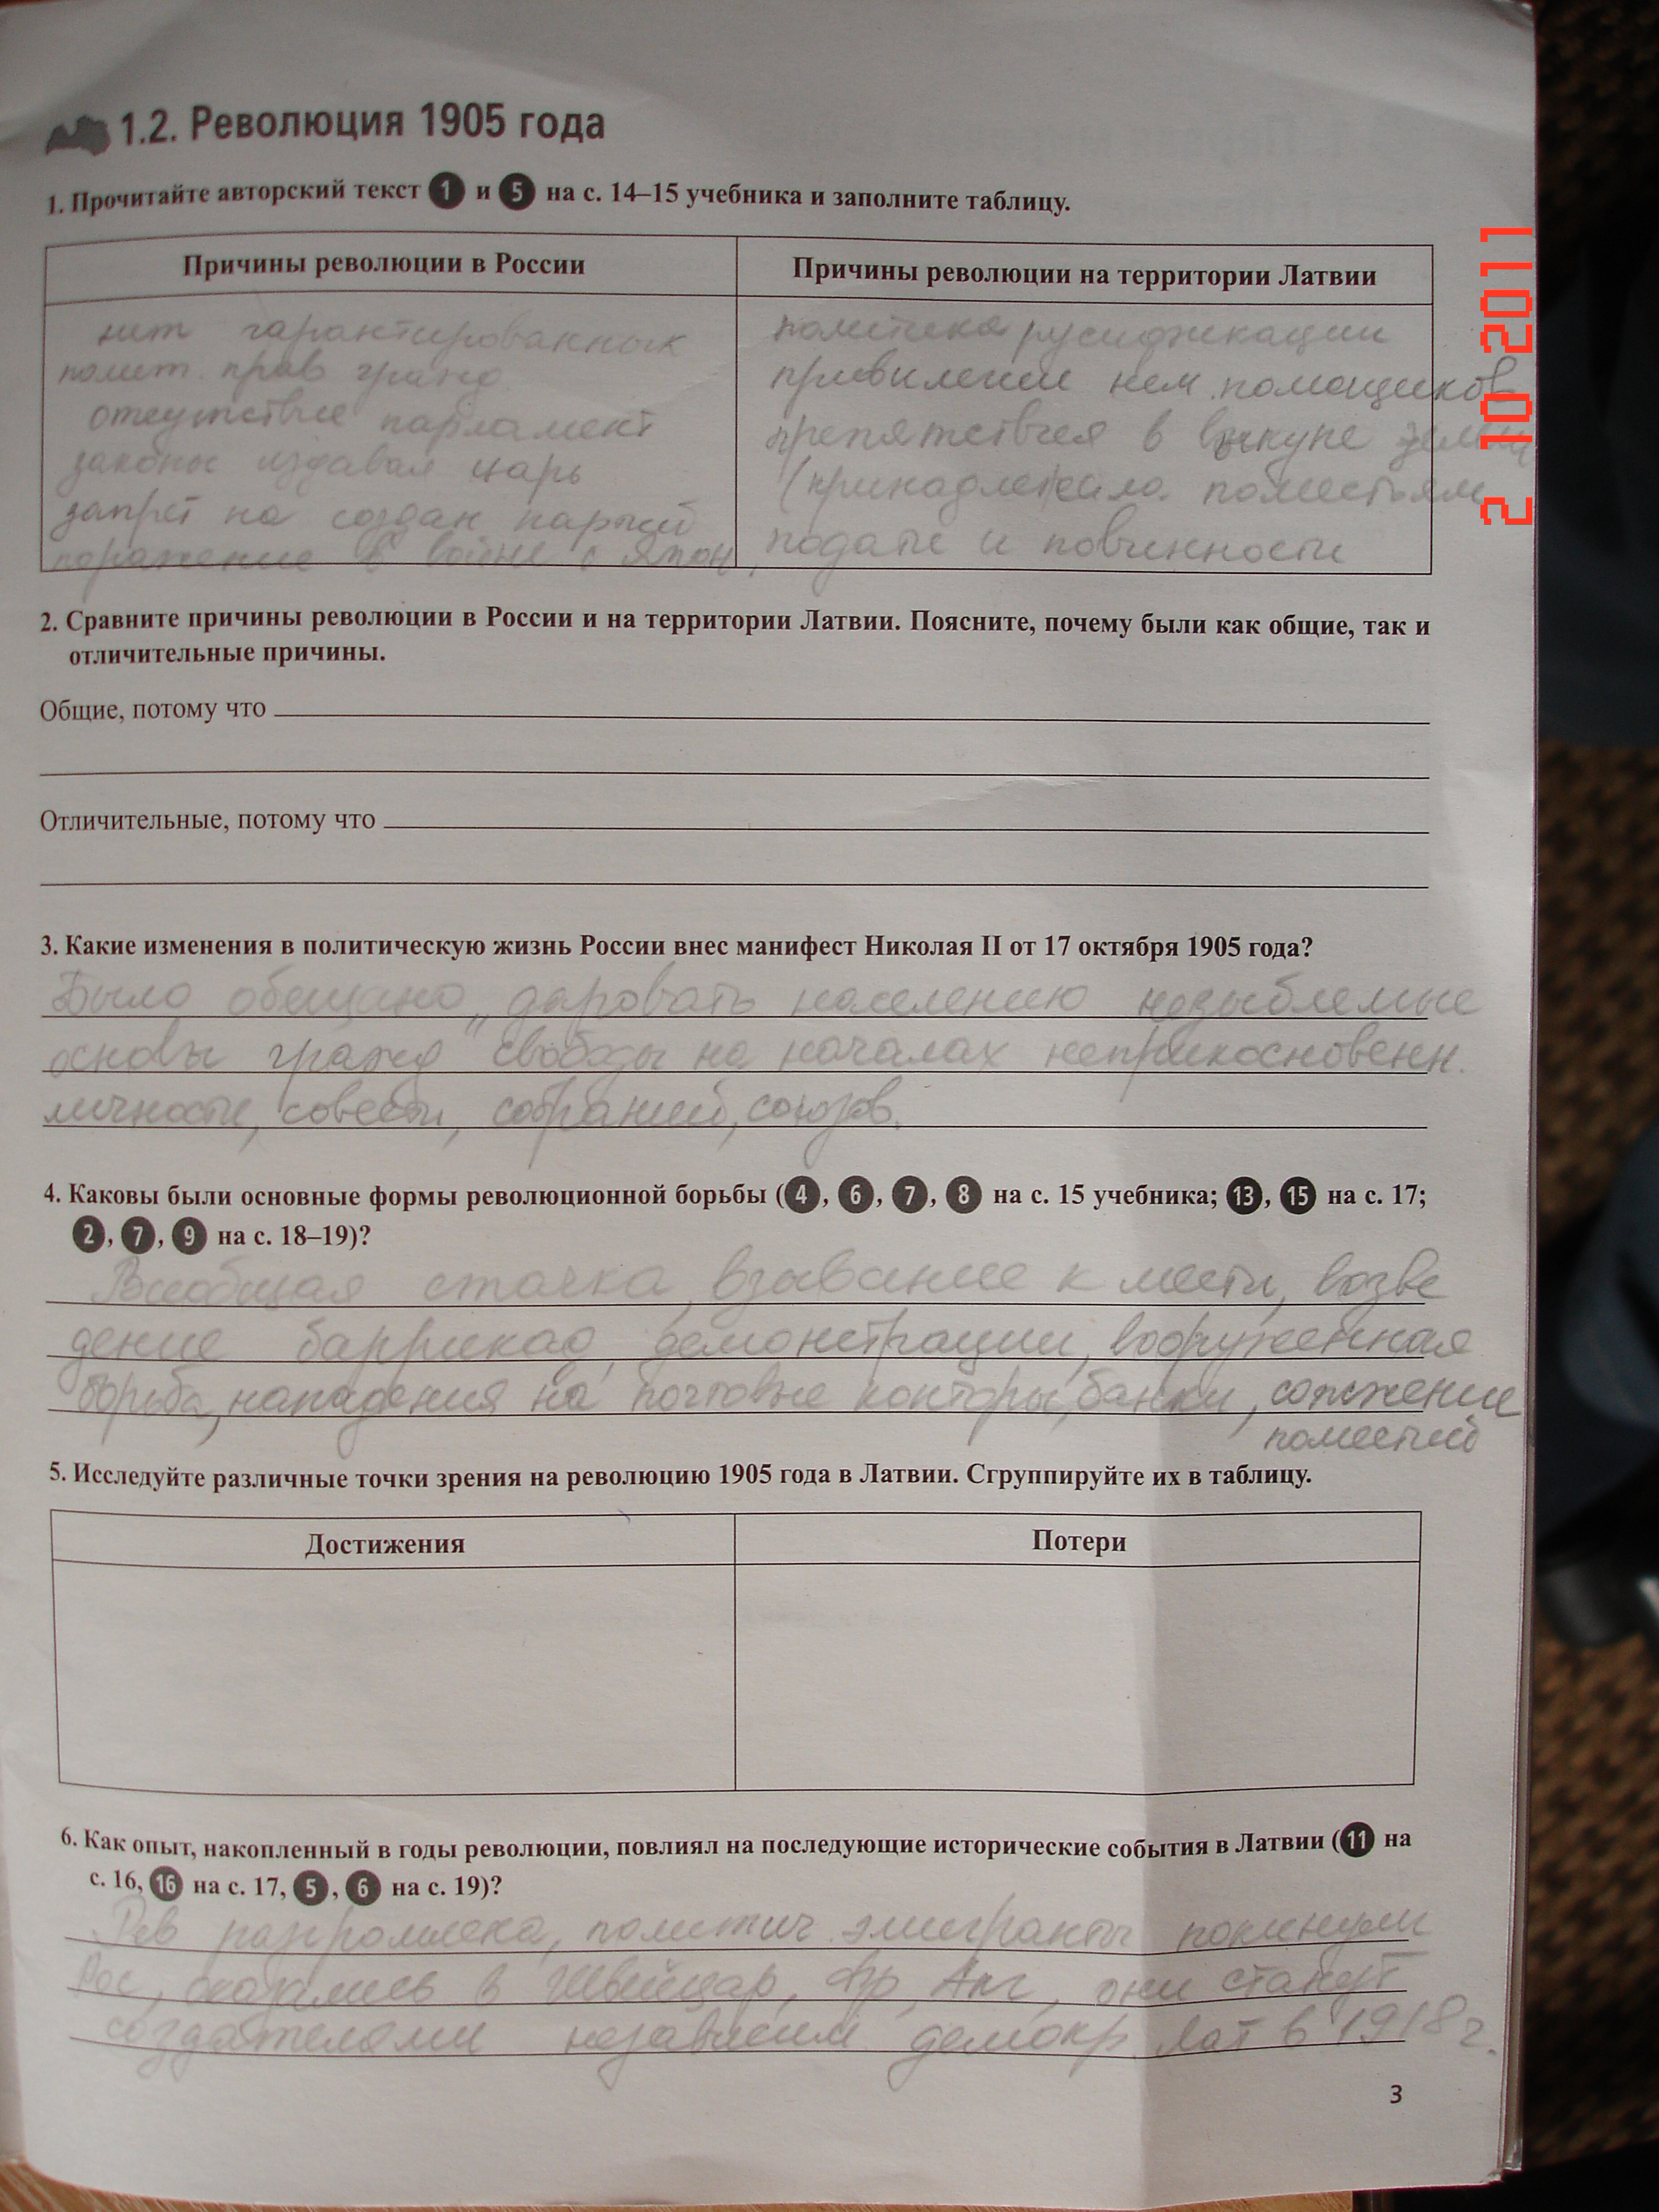 1.2. Революция 1905 года
1. Прочитайте авторский текст 1 и 5 на с. 14–15 учебника и заполните таблицу.
Причины революции в России
нет гарантированных
полит. прав гражд
отсутствие парламент
законы издавал царь
запрет на создан партий
поражение в войне с Япон.
Причины революции на территории Латвии
политика русификации
привилегии нем. помещиков
препятствия в выкупе земли
(принадлежала поместьям
подати и повинности
2 10 2011
2. Сравните причины революции в России и на территории Латвии. Поясните, почему были как общие, так и
отличительные причины.
Общие, потому что
Отличительные, потому что
3. Какие изменения в политическую жизнь России внес манифест Николая II от 17 октября 1905 года?
Было обещано „даровать населению незыблемые
основы гражд свободы на началах неприкосновенн.
личности, совести, собраний, союзов.
4. Каковы были основные формы революционной борьбы (4, 6, 7, 8 на с. 15 учебника; 13, 15 на с. 17;
2, 7, 9 на с. 18–19)?
Всеобщая стачка, взывание к мести, возве
дение баррикад, демонстрации, вооруженная
борьба, нападения на почтовые конторы, банки, сожжение
поместий
5. Исследуйте различные точки зрения на революцию 1905 года в Латвии. Сгруппируйте их в таблицу.
Достижения
Потери
6. Как опыт, накопленный в годы революции, повлиял на последующие исторические события в Латвии (11 на
с. 16, 16 на с. 17, 5, 6 на с. 19)?
Рев разгромлена, политич. эмигранты покинули
Рос, оказались в Швейцар, Фр, Анг, они станут
создателями независим демокр. Лат в 1918 г.
3